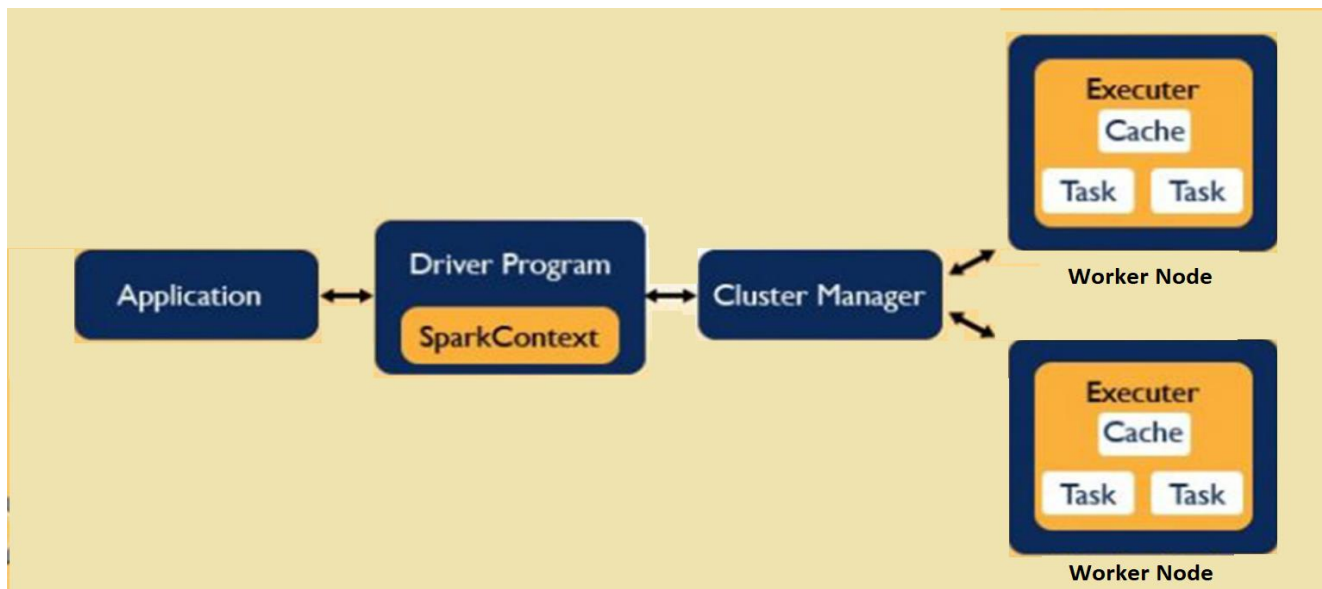 Application
Driver Program
SparkContext
Cluster Manager
Executer
Cache
Task Task
Worker Node
Executer
Cache
Task Task
Worker Node